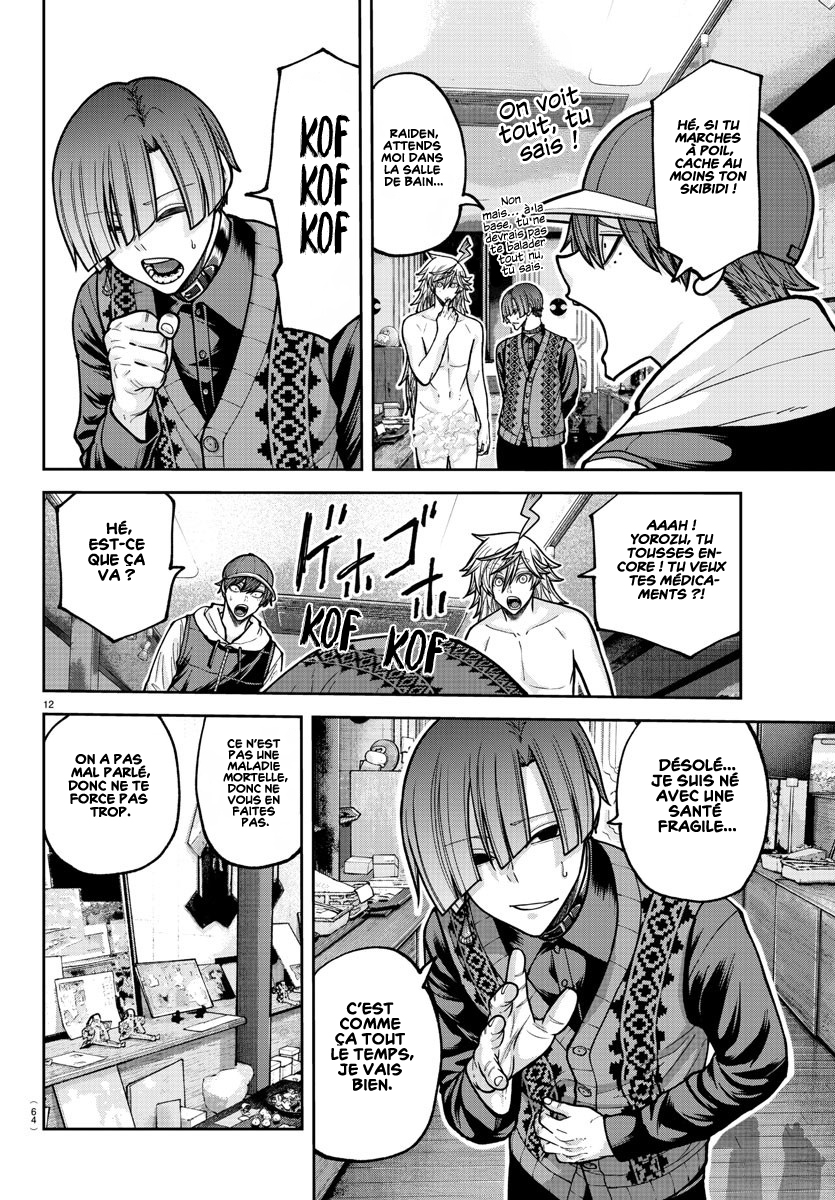 HÉ, SI TU
MARCHES
À POIL,
CACHE AU
MOINS TON
SKIBIDI !
On voit
tout, tu
sais !
RAIDEN,
ATTENDS
MOI DANS
LA SALLE
DE BAIN...
Non
mais... à la
base, tu ne
devrais pas
te balader
tout nu,
tu sais.
KOF
KOF
KOF
AAAH !
YOROZU, TU
TOUSSES EN-
CORE ! TU VEUX
TES MÉDICA-
MENTS ?!
ゲホ
ゴホ
KOF
KOF
HÉ,
EST-CE
QUE ÇA
VA ?
12
DÉSOLÉ...
JE SUIS NÉ
AVEC UNE
SANTÉ
FRAGILE...
C'EST
COMME
ÇA TOUT
LE TEMPS,
JE VAIS
BIEN.
CE N'EST
PAS UNE
MALADIE
MORTELLE,
DONC NE
VOUS EN
FAITES
PAS.
ON A PAS
MAL PARLÉ,
DONC NE TE
FORCE PAS
TROP.
(64)